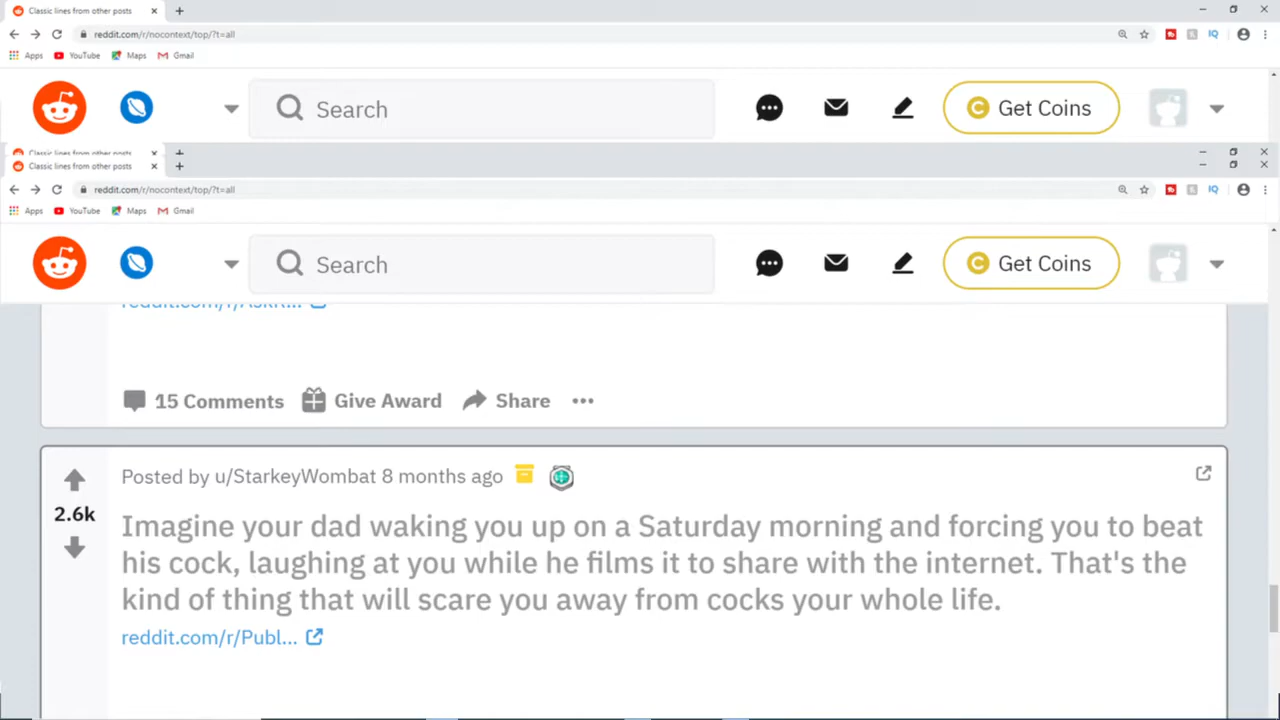 Classic lines from other posts
reddit.com/r/nocontext/top/?t=all
Apps YouTube Maps Gmail
Search Get Coins
Classic lines from other posts
Classic lines from other posts
reddit.com/r/nocontext/top/?t=all
Apps YouTube Maps Gmail
Search Get Coins
reddit.com/r/AskR...
15 Comments Give Award Share
Posted by u/StarkeyWombat 8 months ago
2.6k
Imagine your dad waking you up on a Saturday morning and forcing you to beat
his cock, laughing at you while he films it to share with the internet. That's the
kind of thing that will scare you away from cocks your whole life.
reddit.com/r/Publ...